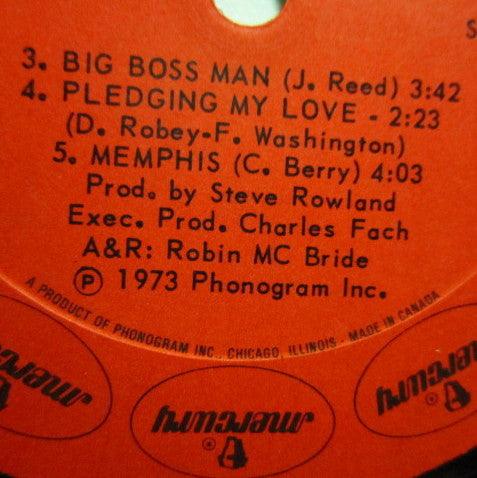 S
3. BIG BOSS MAN (J. Reed) 3:42
4. PLEDGING MY LOVE - 2:23
(D. Robey-F. Washington)
5. MEMPHIS (C. Berry) 4:03
Prod. by Steve Rowland
Exec. Prod. Charles Fach
A&R: Robin MC Bride
Ⓟ 1973 Phonogram Inc.
A PRODUCT OF PHONOGRAM INC., CHICAGO, ILLINOIS - MADE IN CANADA
mercury
mercury
mercury